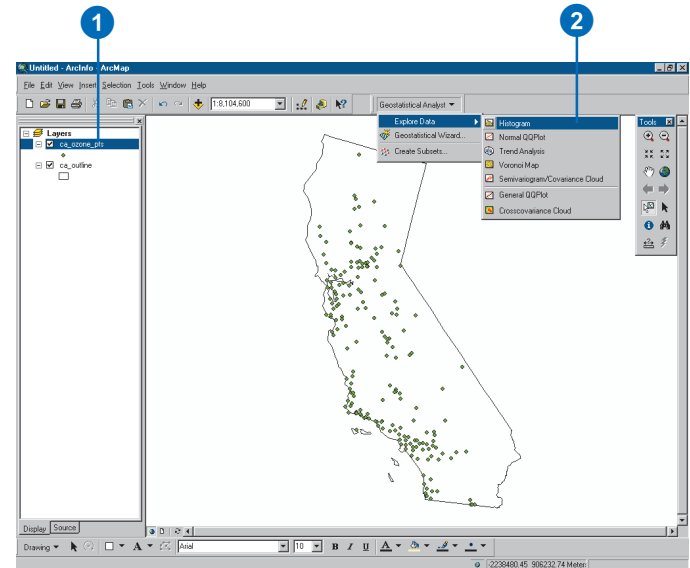 1
2
Untitled - ArcInfo - ArcMap
File Edit View Insert Selection Tools Window Help
1:8,104,600
Geostatistical Analyst
Layers
ca_ozone_pts
ca_outline
Explore Data
Geostatistical Wizard...
Create Subsets...
Histogram
Normal QQPlot
Trend Analysis
Voronoi Map
Semivariogram/Covariance Cloud
General QQPlot
Crosscovariance Cloud
Tools
Display Source
Drawing
A
Arial
10
B I U A
-2238480.45 906232.74 Meters